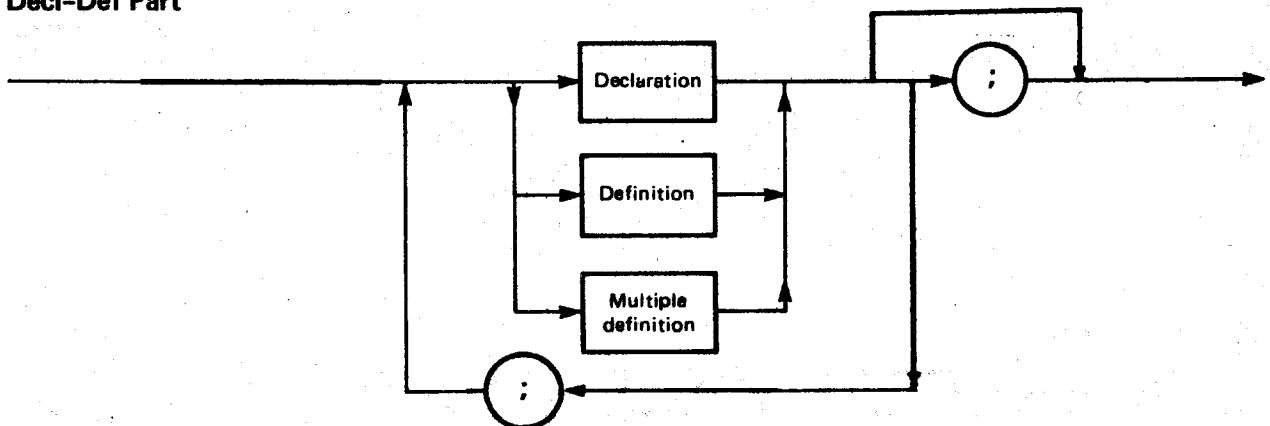 Decl-Def Part
Declaration
;
Definition
Multiple
definition
;